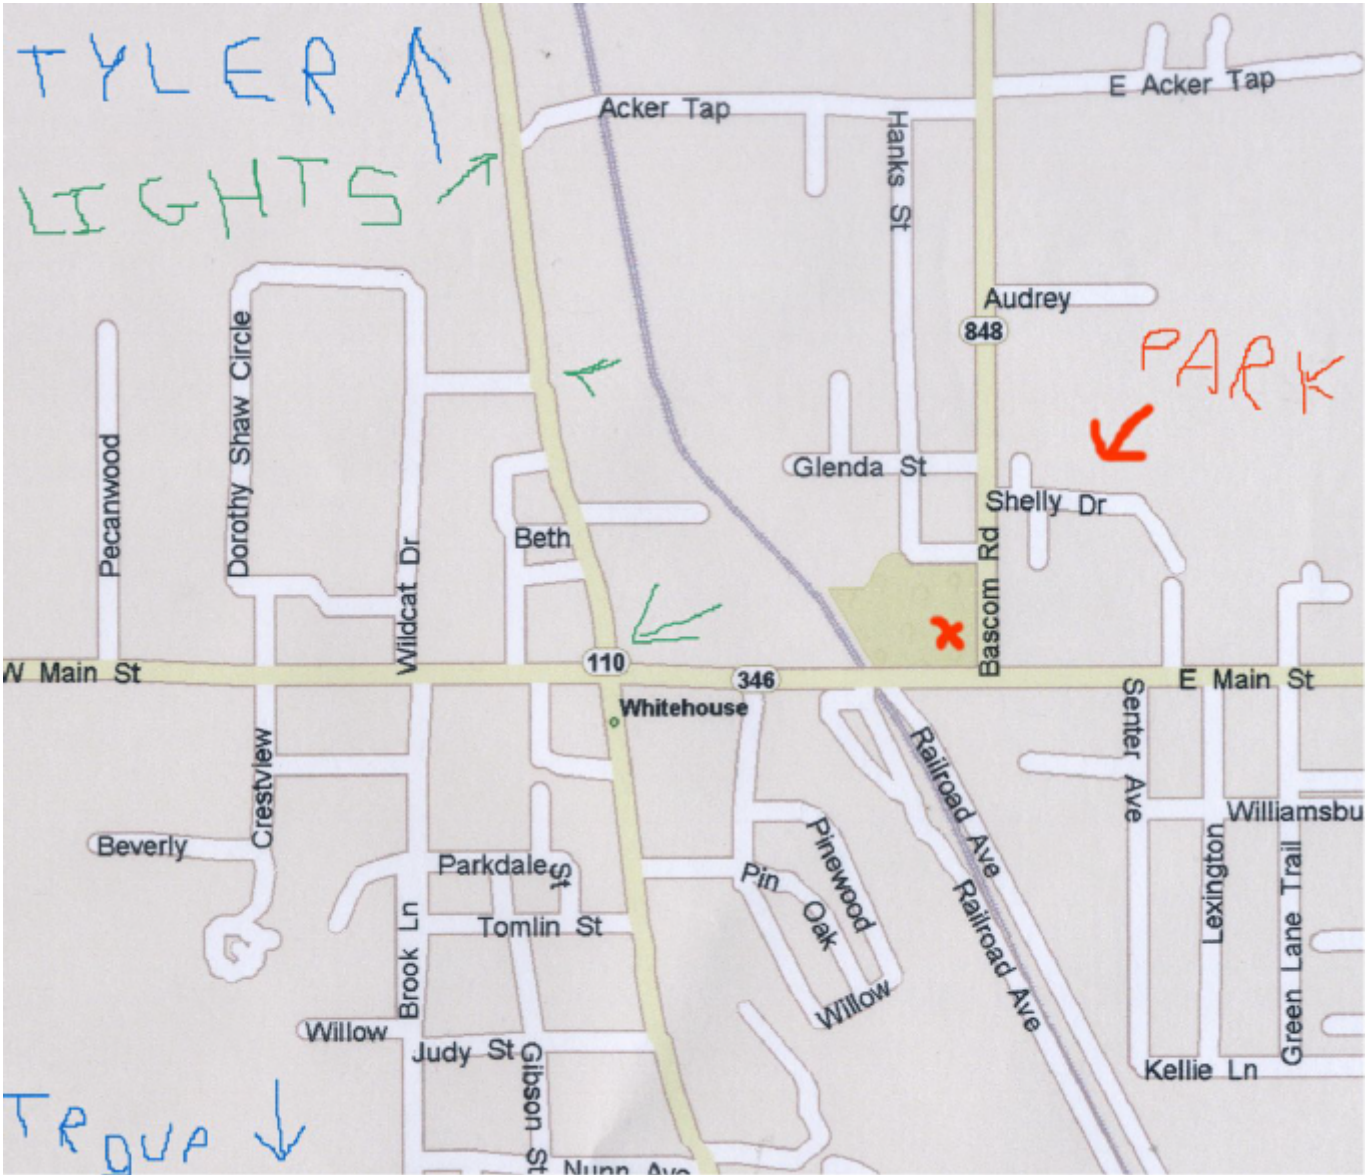 TYLER
E Acker Tap
Acker Tap
LIGHTS
Hanks St
Audrey
848
PARK
Dorothy Shaw Circle
Pecanwood
Glenda St
Shelly Dr
Beth
Wildcat Dr
Bascom Rd
W Main St
110
346
E Main St
Whitehouse
Senter Ave
Crestview
Railroad Ave
Williamsbu
Beverly
Parkdale St
Pinewood
Pin Oak
Lexington
Green Lane Trail
Tomlin St
Railroad Ave
Brook Ln
Willow
Willow
Judy St
Gibson St
Kellie Ln
TROUP
Nunn Ave